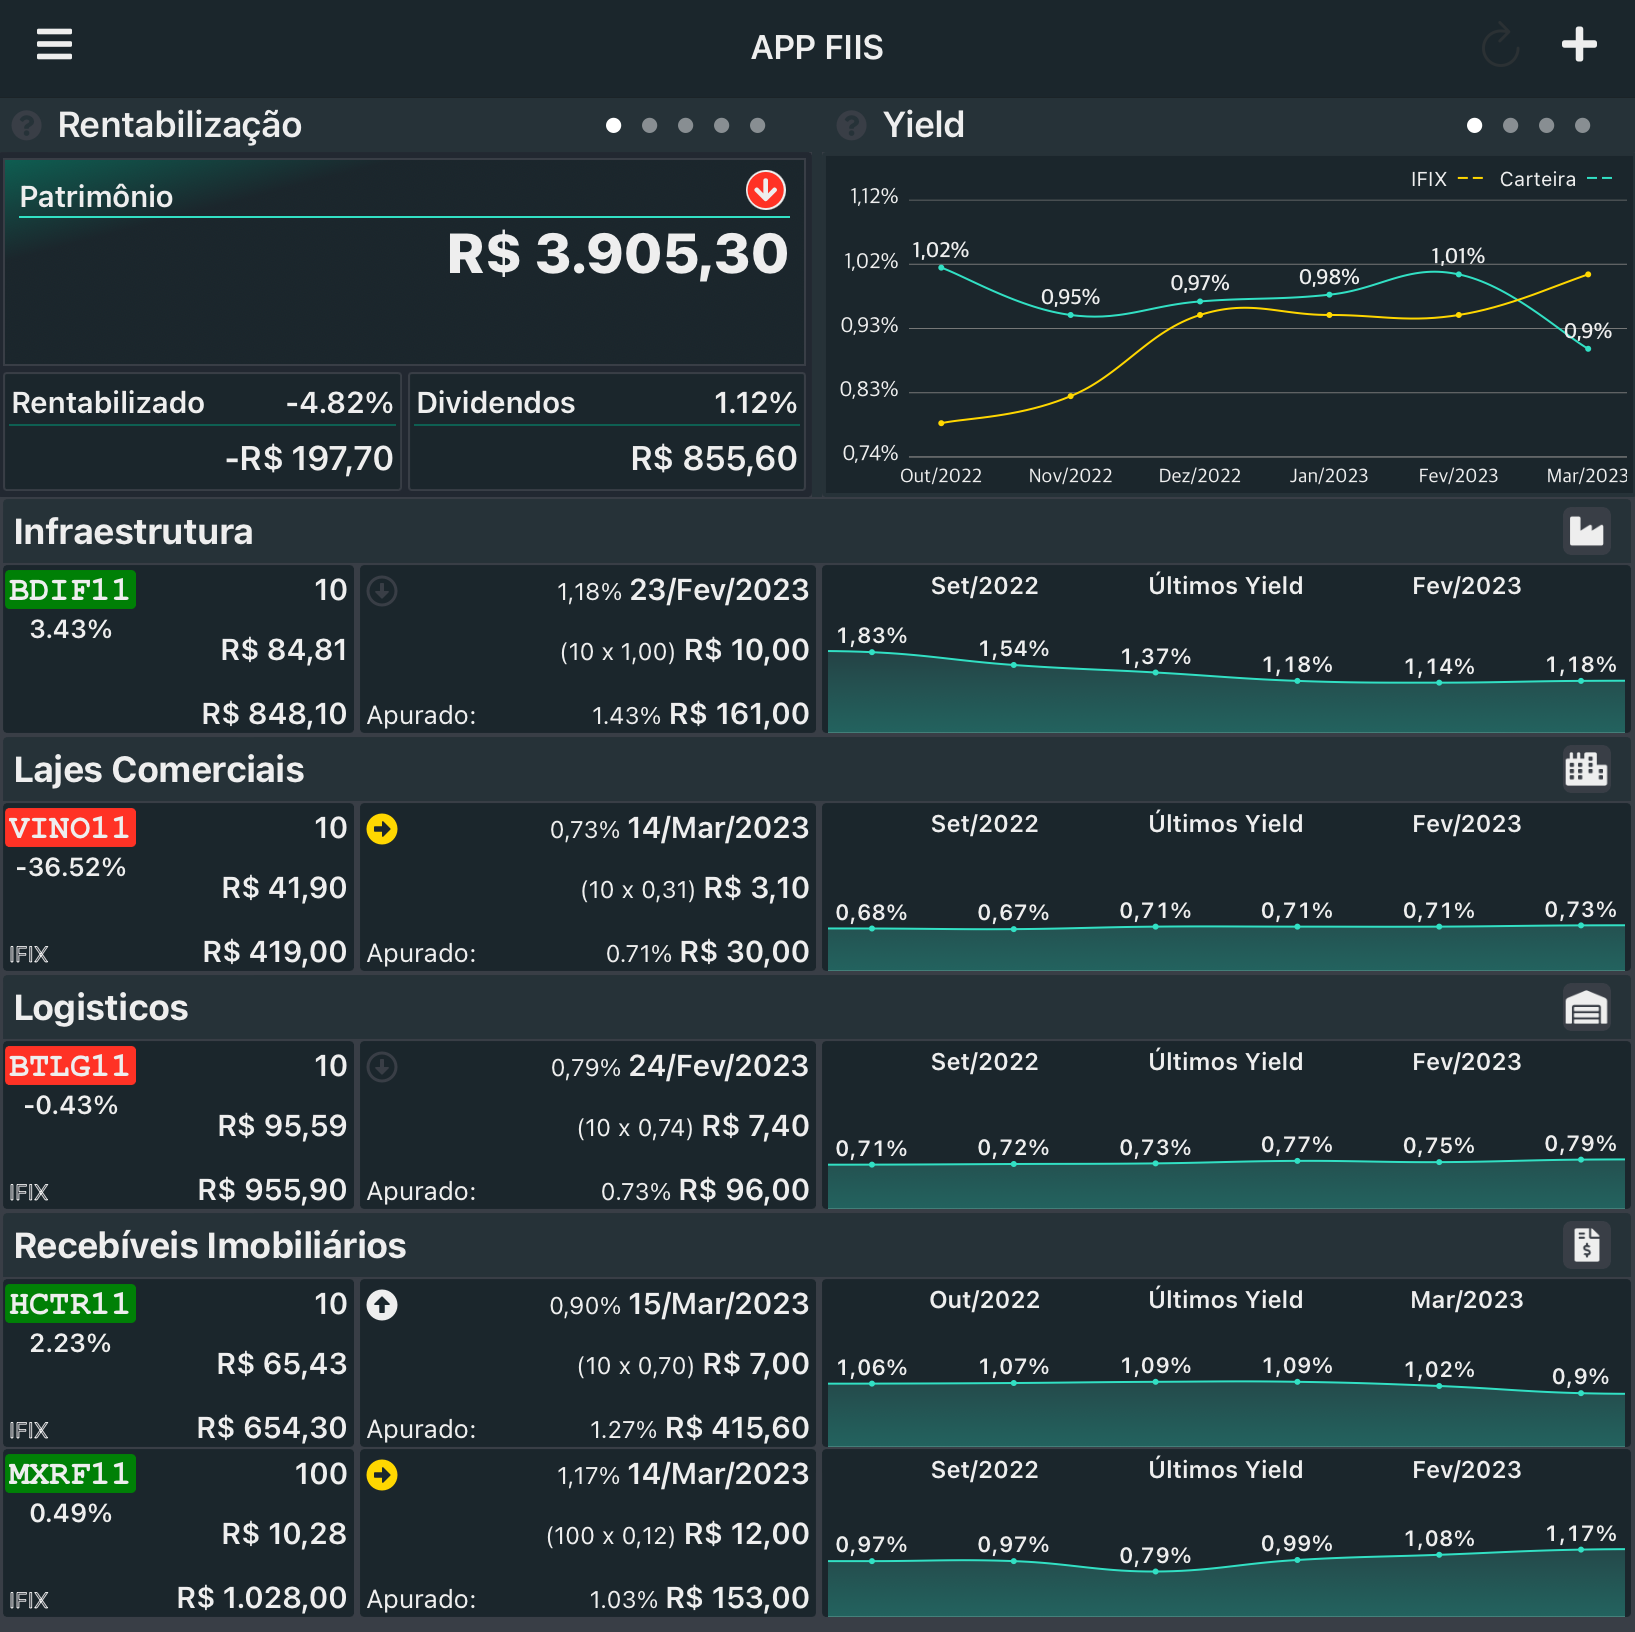 APP FIIS
Rentabilização
Patrimônio
R$ 3.905,30
Rentabilizado -4.82%
-R$ 197,70
Dividendos 1.12%
R$ 855,60
Yield
IFIX Carteira
1,12%
1,02%
0,93%
0,83%
0,74%
1,02% 0,95% 0,97% 0,98% 1,01% 0,9%
Out/2022 Nov/2022 Dez/2022 Jan/2023 Fev/2023 Mar/2023
Infraestrutura
BDIF11 10
3.43%
R$ 84,81
R$ 848,10
1,18% 23/Fev/2023
(10 x 1,00) R$ 10,00
Apurado: 1.43% R$ 161,00
Set/2022 Últimos Yield Fev/2023
1,83% 1,54% 1,37% 1,18% 1,14% 1,18%
Lajes Comerciais
VINO11 10
-36.52%
R$ 41,90
IFIX R$ 419,00
0,73% 14/Mar/2023
(10 x 0,31) R$ 3,10
Apurado: 0.71% R$ 30,00
Set/2022 Últimos Yield Fev/2023
0,68% 0,67% 0,71% 0,71% 0,71% 0,73%
Logisticos
BTLG11 10
-0.43%
R$ 95,59
IFIX R$ 955,90
0,79% 24/Fev/2023
(10 x 0,74) R$ 7,40
Apurado: 0.73% R$ 96,00
Set/2022 Últimos Yield Fev/2023
0,71% 0,72% 0,73% 0,77% 0,75% 0,79%
Recebíveis Imobiliários
HCTR11 10
2.23%
R$ 65,43
IFIX R$ 654,30
0,90% 15/Mar/2023
(10 x 0,70) R$ 7,00
Apurado: 1.27% R$ 415,60
Out/2022 Últimos Yield Mar/2023
1,06% 1,07% 1,09% 1,09% 1,02% 0,9%
MXRF11 100
0.49%
R$ 10,28
IFIX R$ 1.028,00
1,17% 14/Mar/2023
(100 x 0,12) R$ 12,00
Apurado: 1.03% R$ 153,00
Set/2022 Últimos Yield Fev/2023
0,97% 0,97% 0,79% 0,99% 1,08% 1,17%